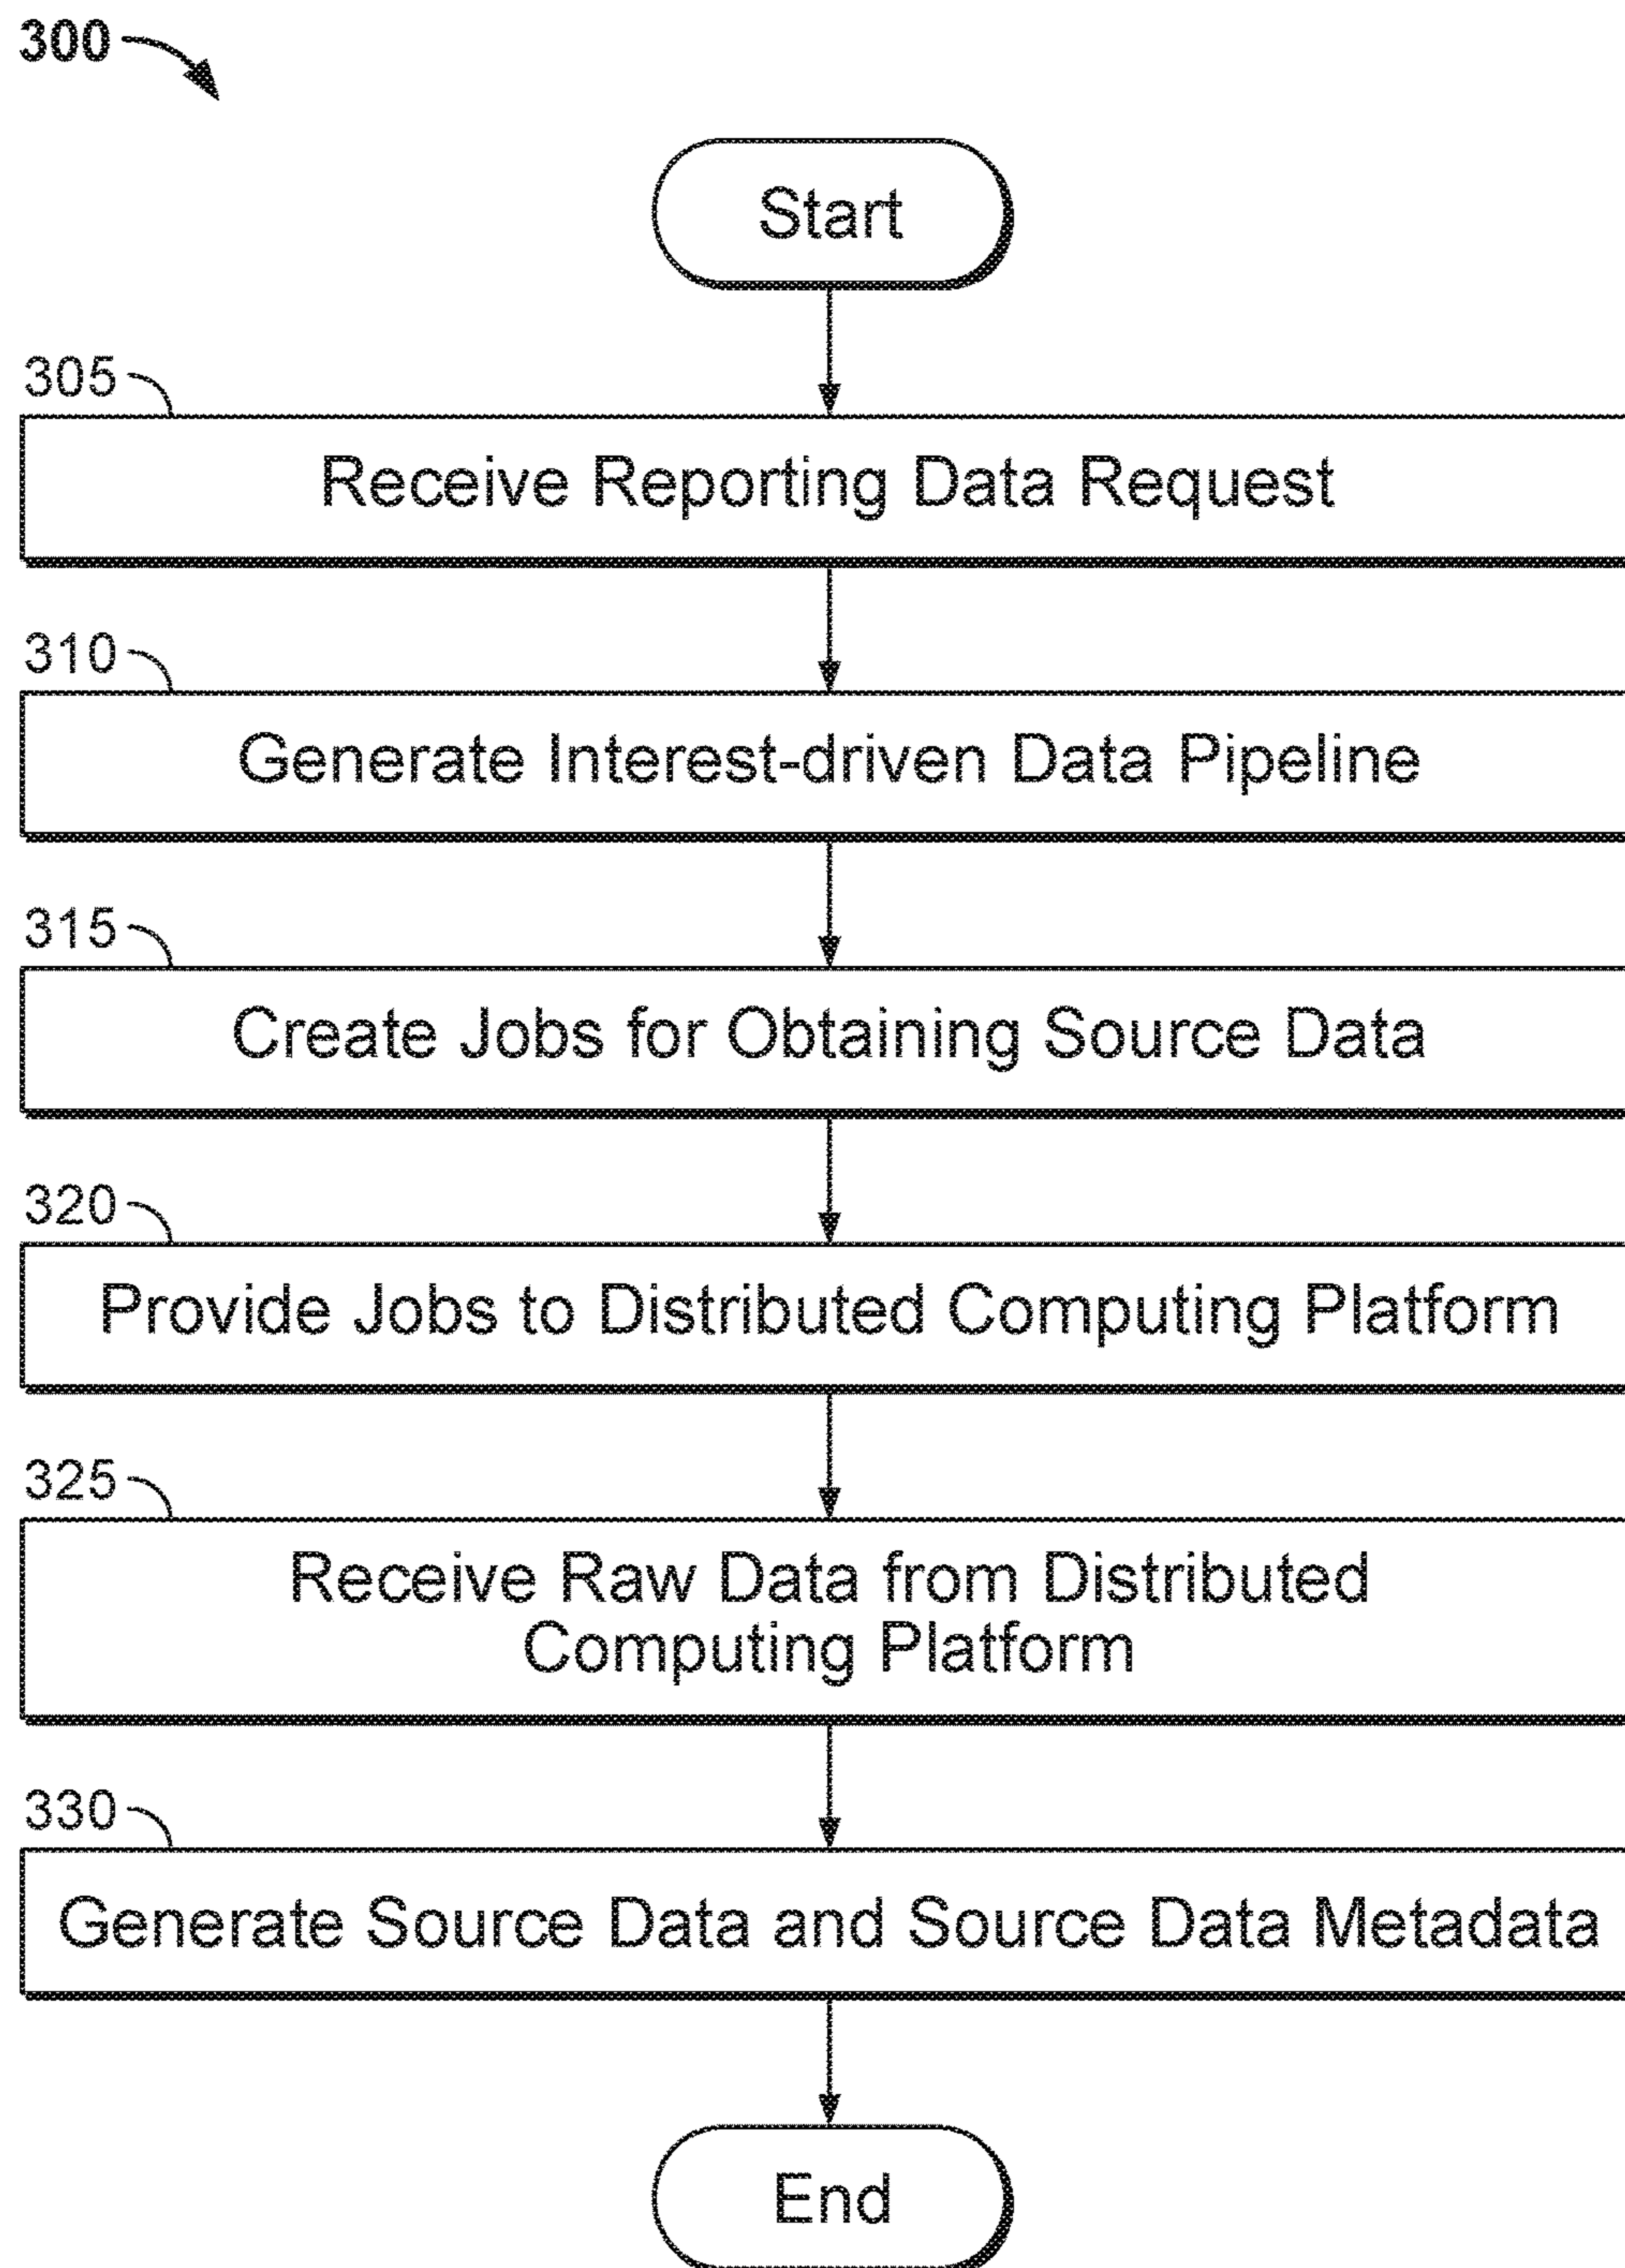 300
Start
305
Receive Reporting Data Request
310
Generate Interest-driven Data Pipeline
315
Create Jobs for Obtaining Source Data
320
Provide Jobs to Distributed Computing Platform
325
Receive Raw Data from Distributed
Computing Platform
330
Generate Source Data and Source Data Metadata
End